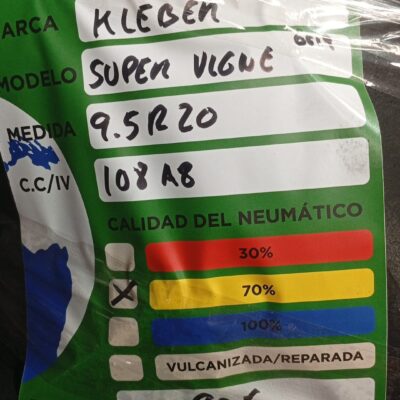 ARCA KLEBER
MODELO SUPER VIGNE 0517
MEDIDA 9.5R20
C.C/IV 108 A8
CALIDAD DEL NEUMÁTICO
30%
70%
100%
VULCANIZADA/REPARADA